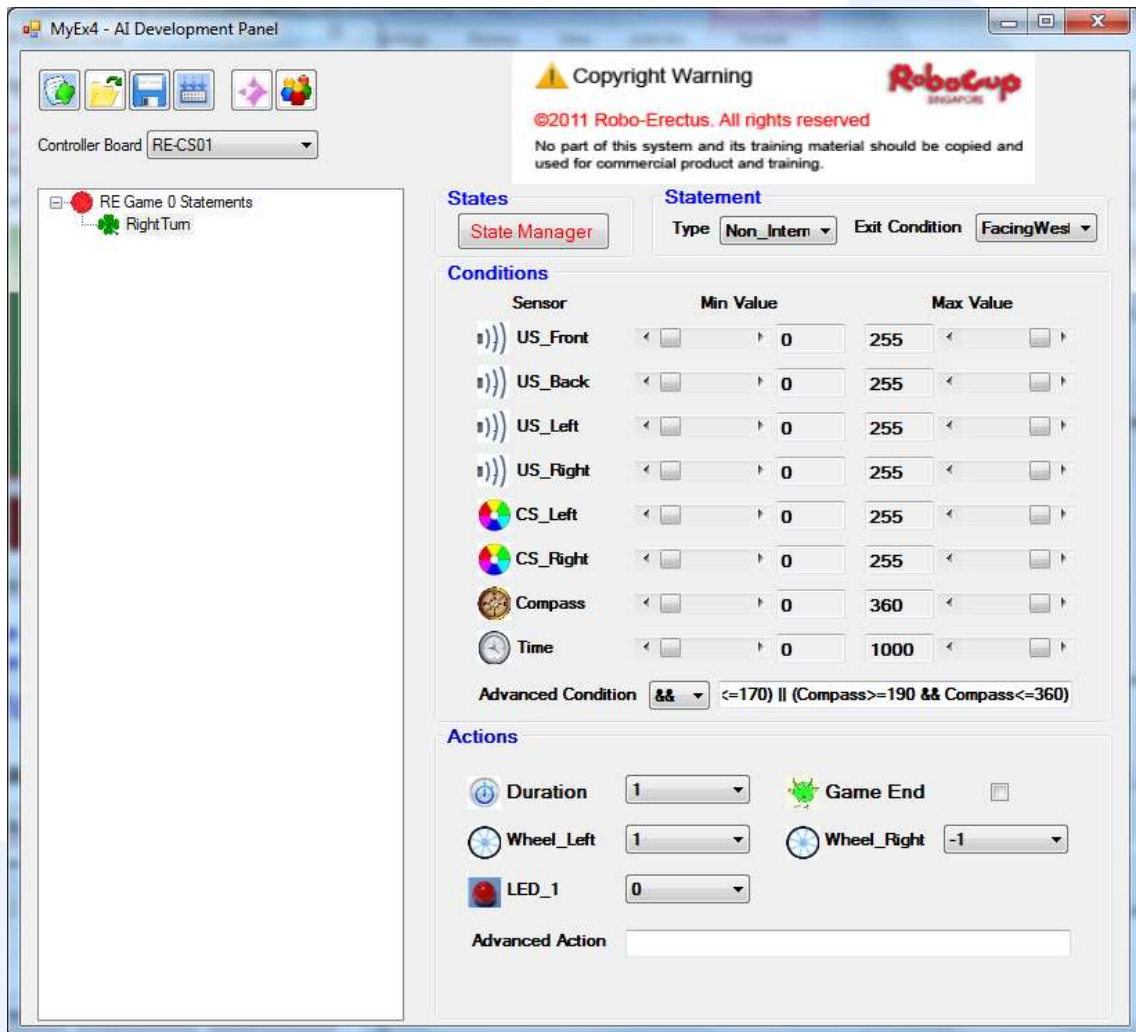 MyEx4 - AI Development Panel
Copyright Warning
RoboCup
SINGAPORE
©2011 Robo-Erectus. All rights reserved
No part of this system and its training material should be copied and
used for commercial product and training.
Controller Board RE-CS01
RE Game 0 Statements
RightTurn
States
State Manager
Statement
Type Non_Interr Exit Condition FacingWest
Conditions
Sensor Min Value Max Value
US_Front 0 255
US_Back 0 255
US_Left 0 255
US_Right 0 255
CS_Left 0 255
CS_Right 0 255
Compass 0 360
Time 0 1000
Advanced Condition && <=170) || (Compass>=190 && Compass<=360)
Actions
Duration 1 Game End
Wheel_Left 1 Wheel_Right -1
LED_1 0
Advanced Action